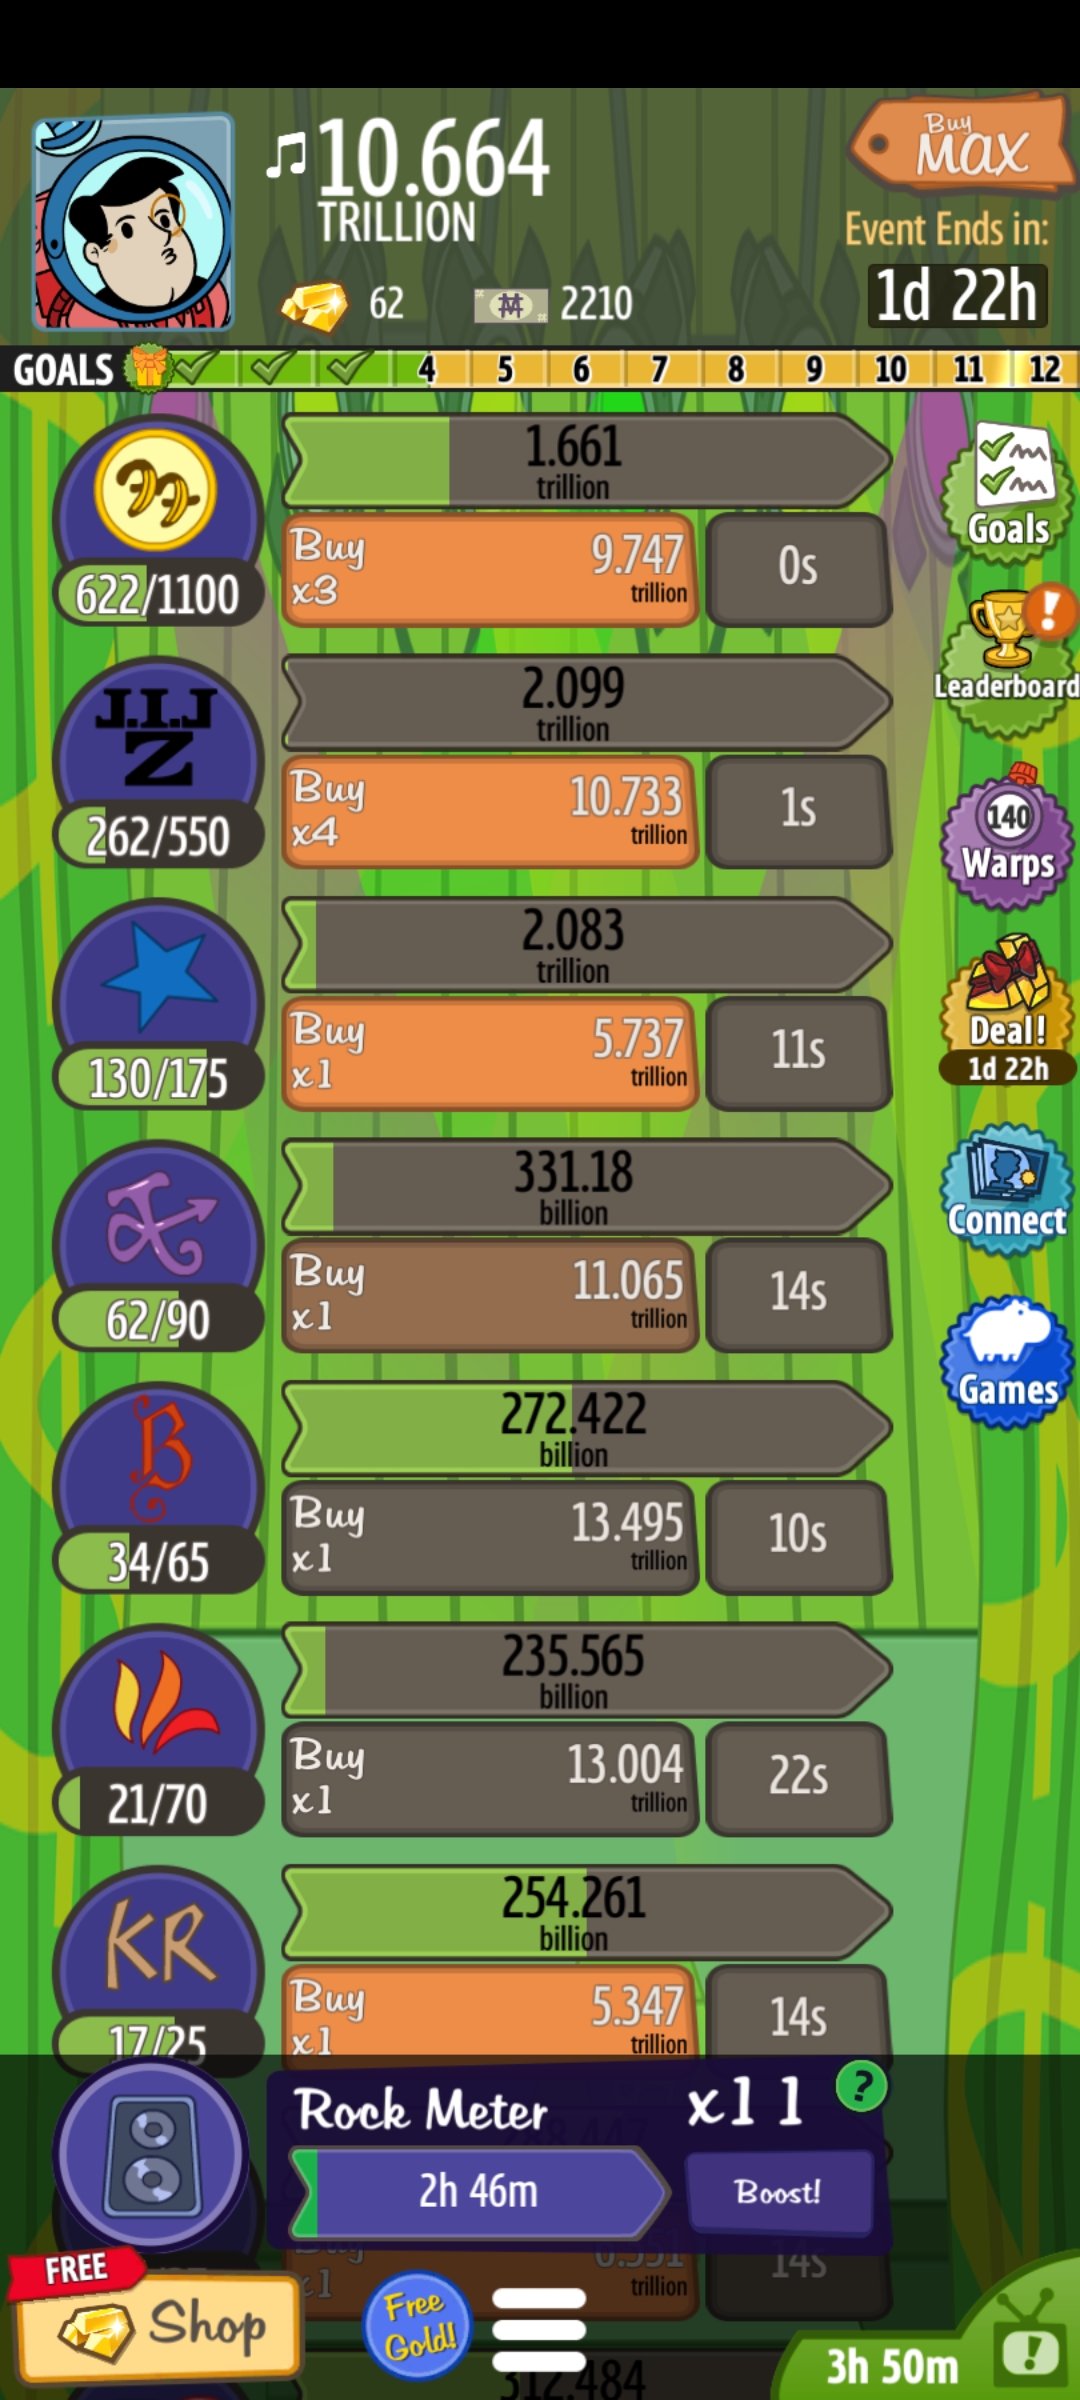 10.664
TRILLION
62
2210
Buy
MAX
Event Ends in:
1d 22h
GOALS 4 5 6 7 8 9 10 11 12
1.661
trillion
622/1100
Buy
x3
9.747
trillion
0s
Goals
J.I.J
Z
2.099
trillion
262/550
Buy
x4
10.733
trillion
1s
Leaderboard
140
Warps
2.083
trillion
130/175
Buy
x1
5.737
trillion
11s
Deal!
1d 22h
331.18
billion
62/90
Buy
x1
11.065
trillion
14s
Connect
B
272.422
billion
34/65
Buy
x1
13.495
trillion
10s
Games
235.565
billion
21/70
Buy
x1
13.004
trillion
22s
KR
254.261
billion
17/25
Buy
x1
5.347
trillion
14s
Rock Meter
x11
?
2h 46m
Boost!
Buy
x1
trillion
14s
FREE
Shop
Free
Gold!
312.484
3h 50m
!